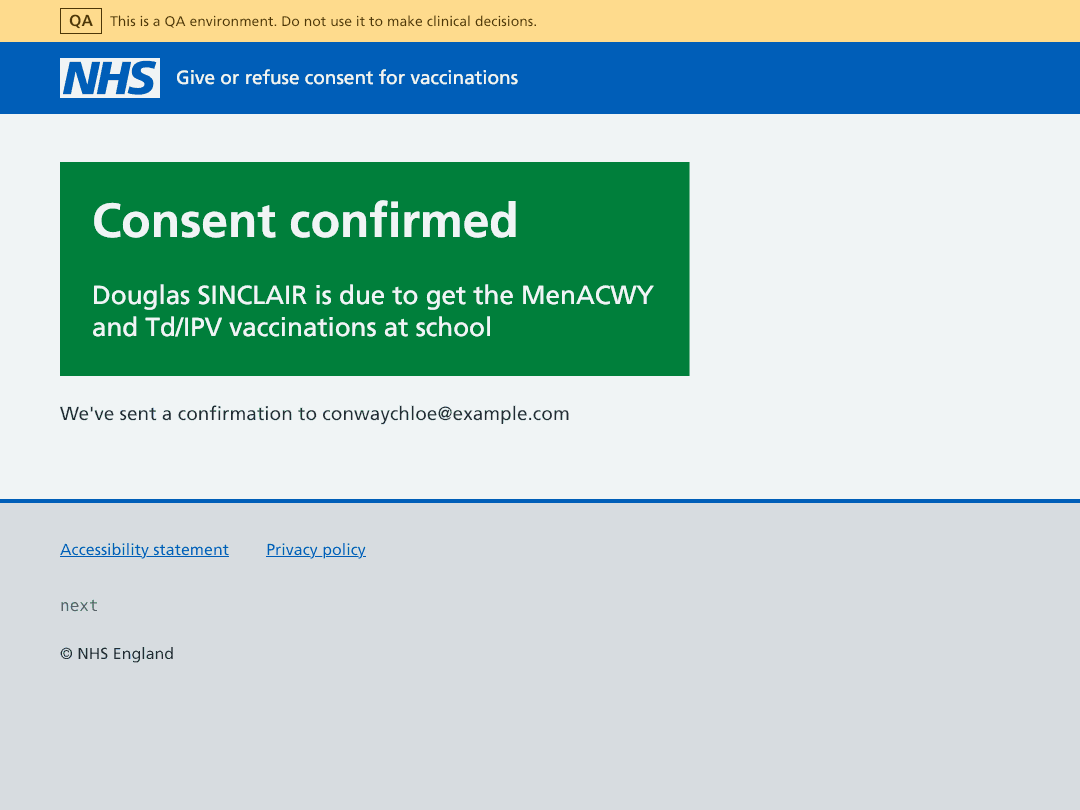 QA This is a QA environment. Do not use it to make clinical decisions.
NHS Give or refuse consent for vaccinations
Consent confirmed
Douglas SINCLAIR is due to get the MenACWY
and Td/IPV vaccinations at school
We've sent a confirmation to conwaychloe@example.com
Accessibility statement Privacy policy
next
© NHS England